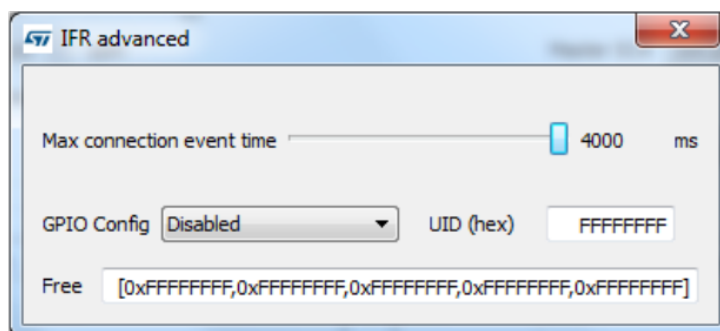 IFR advanced
Max connection event time 4000 ms
GPIO Config Disabled UID (hex) FFFFFFFF
Free [0xFFFFFFFF,0xFFFFFFFF,0xFFFFFFFF,0xFFFFFFFF,0xFFFFFFFF]